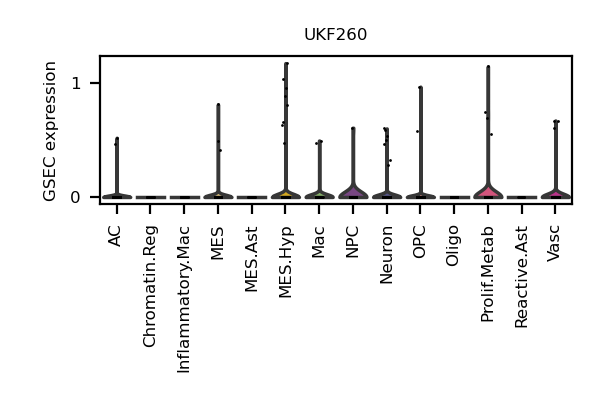 UKF260
GSEC expression
1
0
AC
Chromatin.Reg
Inflammatory.Mac
MES
MES.Ast
MES.Hyp
Mac
NPC
Neuron
OPC
Oligo
Prolif.Metab
Reactive.Ast
Vasc